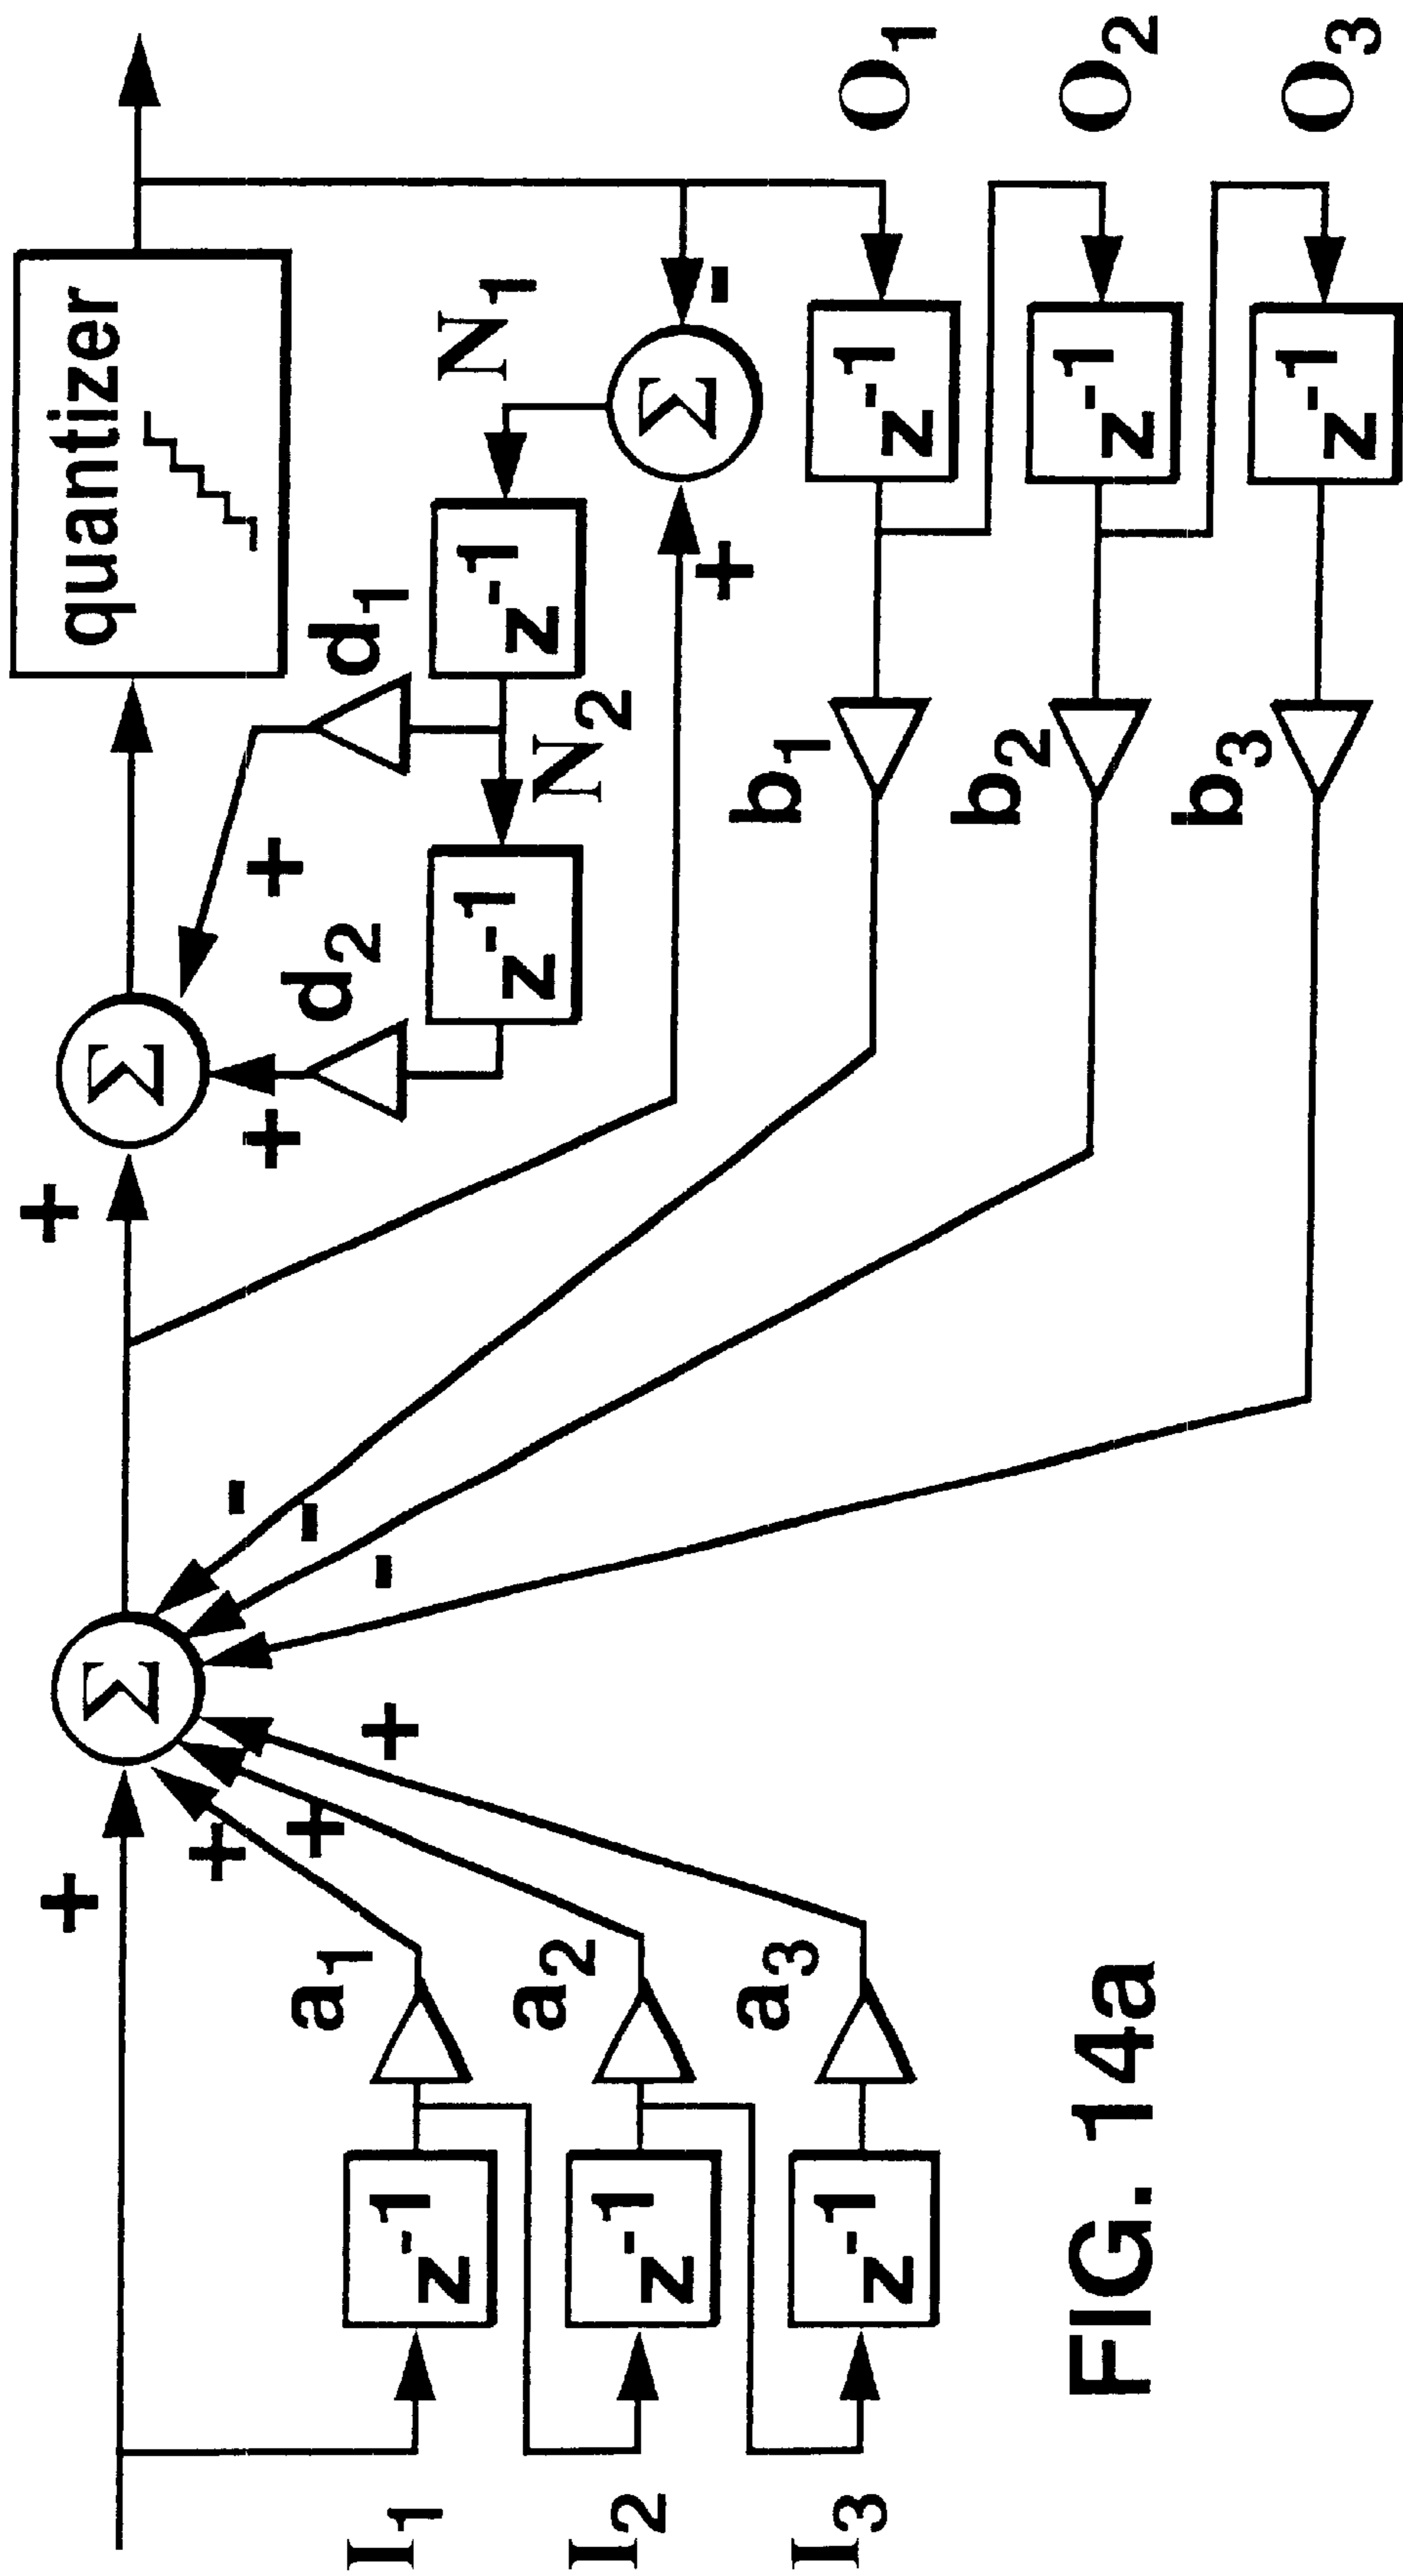 quantizer
+
Σ
+
Σ
+
+
d2
+
d1
N1
z-1
N2
z-1
Σ
+
-
-
-
-
+
+
+
a1
a2
a3
I1
z-1
I2
z-1
I3
z-1
b1
z-1
O1
b2
z-1
O2
b3
z-1
O3
FIG. 14a